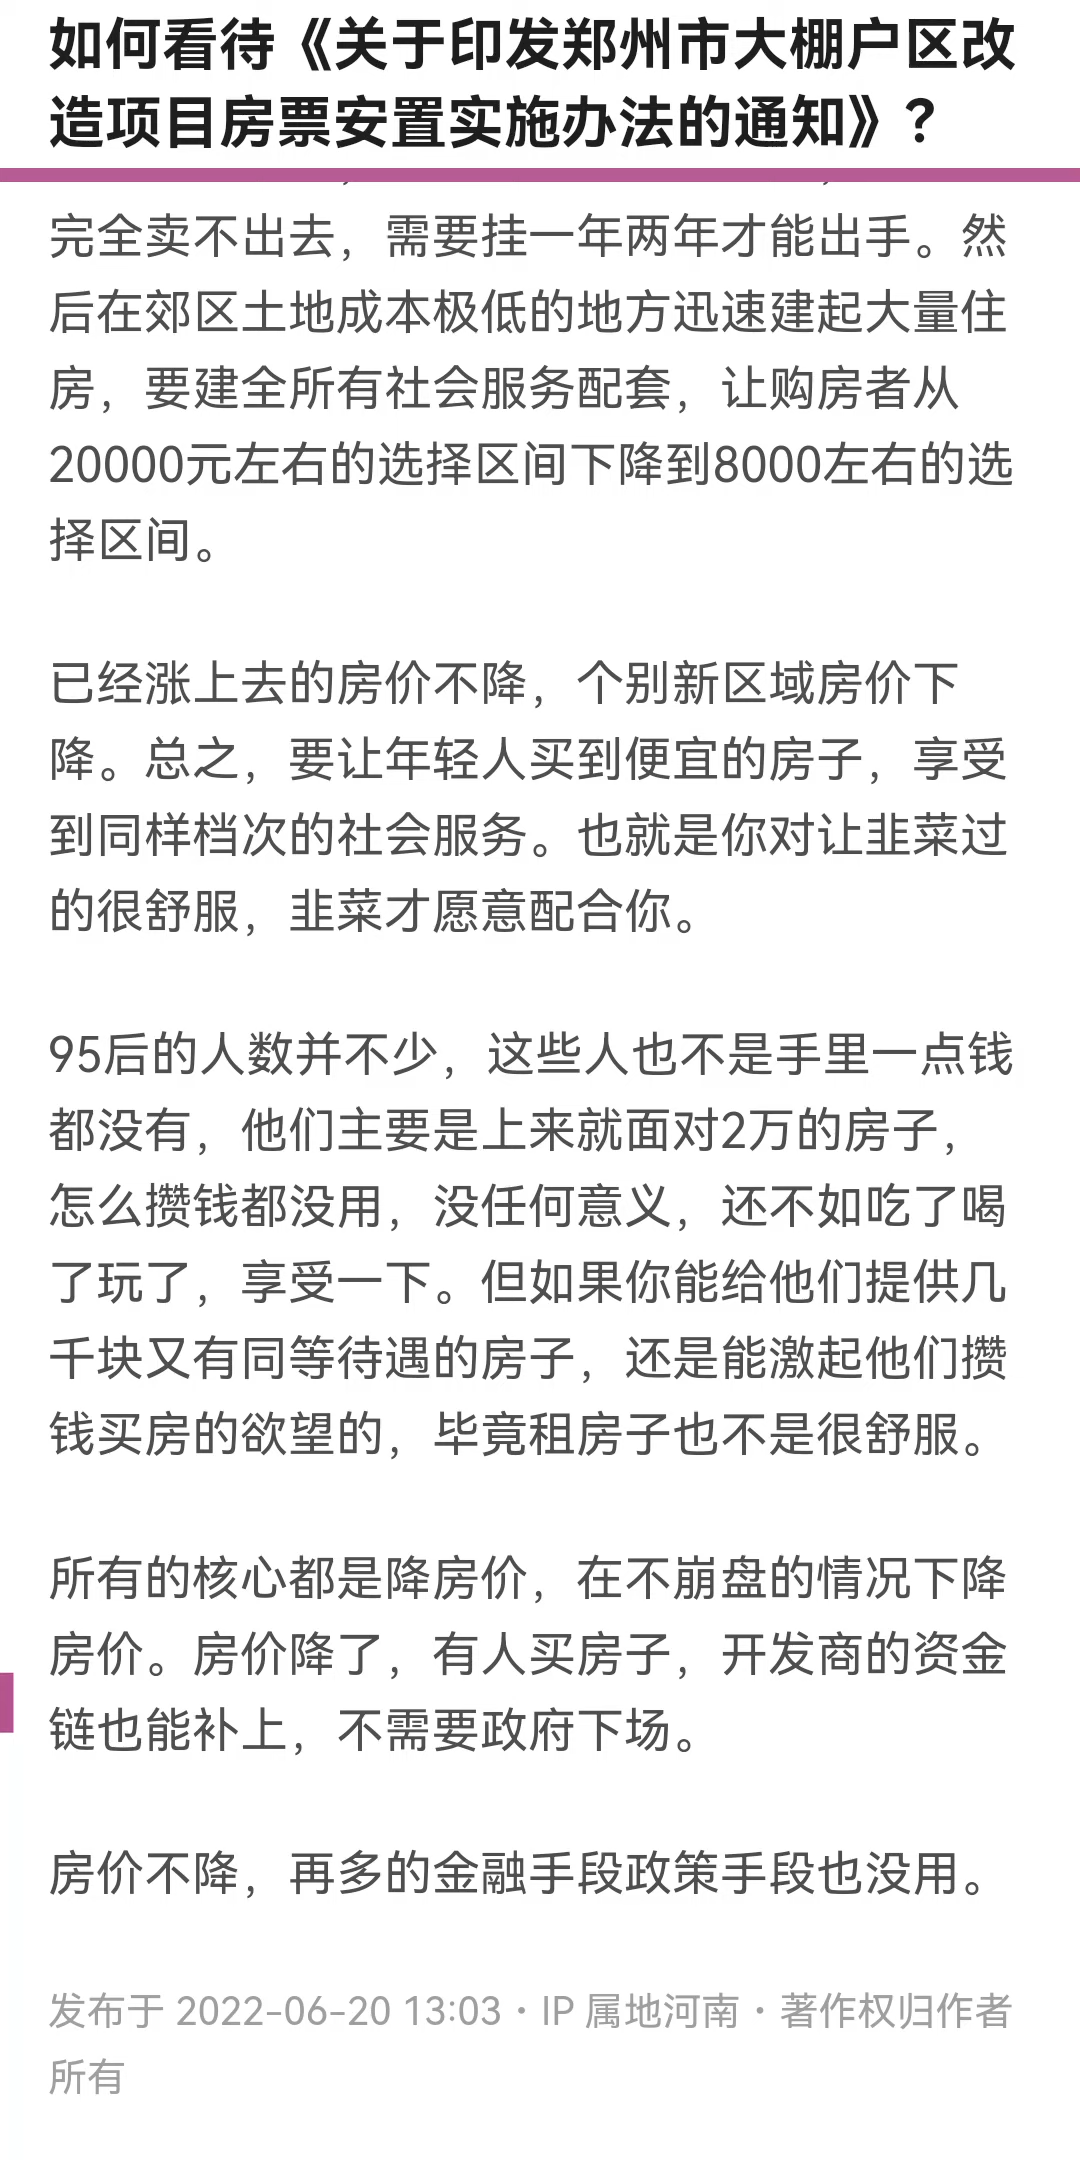 如何看待《关于印发郑州市大棚户区改
造项目房票安置实施办法的通知》？
完全卖不出去，需要挂一年两年才能出手。然
后在郊区土地成本极低的地方迅速建起大量住
房，要建全所有社会服务配套，让购房者从
20000元左右的选择区间下降到8000左右的选
择区间。
已经涨上去的房价不降，个别新区域房价下
降。总之，要让年轻人买到便宜的房子，享受
到同样档次的社会服务。也就是你对让韭菜过
的很舒服，韭菜才愿意配合你。
95后的人数并不少，这些人也不是手里一点钱
都没有，他们主要是上来就面对2万的房子，
怎么攒钱都没用，没任何意义，还不如吃了喝
了玩了，享受一下。但如果你能给他们提供几
千块又有同等待遇的房子，还是能激起他们攒
钱买房的欲望的，毕竟租房子也不是很舒服。
所有的核心都是降房价，在不崩盘的情况下降
房价。房价降了，有人买房子，开发商的资金
链也能补上，不需要政府下场。
房价不降，再多的金融手段政策手段也没用。
发布于 2022-06-20 13:03・IP 属地河南・著作权归作者
所有